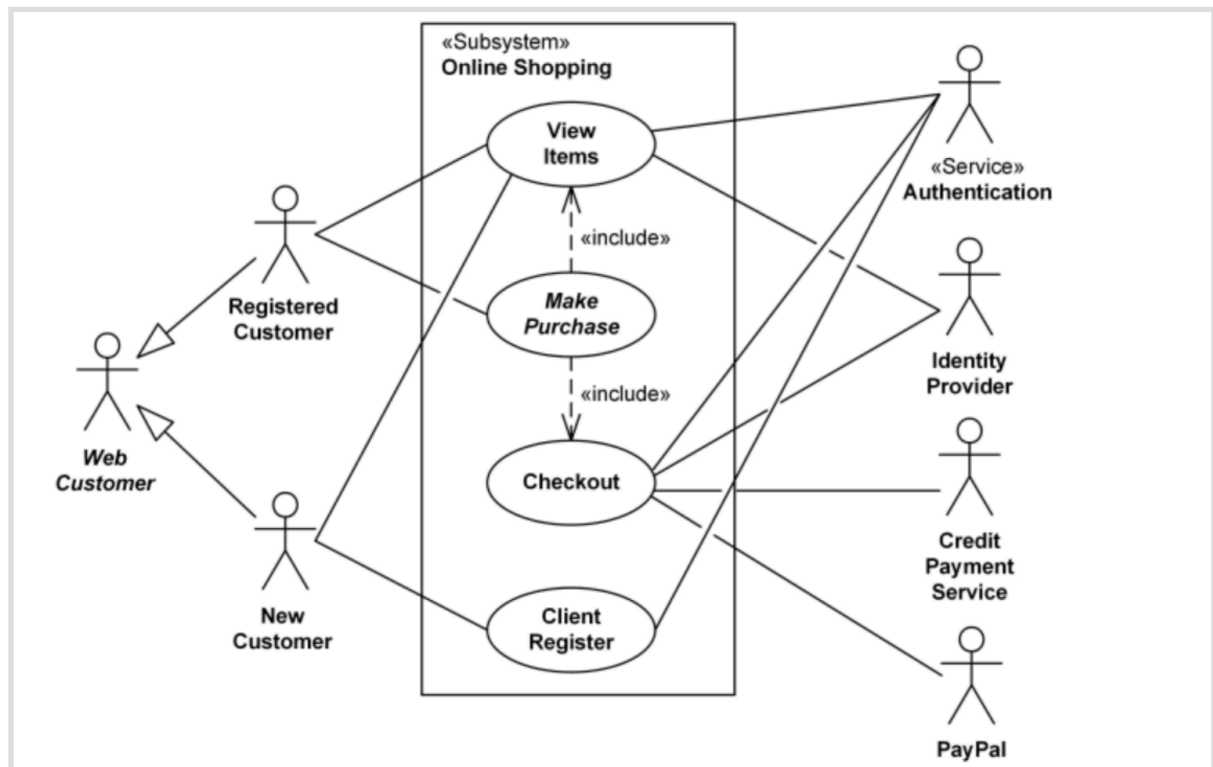 «Subsystem»
Online Shopping
View
Items
«Service»
Authentication
«include»
Registered
Customer
Make
Purchase
Identity
Provider
«include»
Web
Customer
Checkout
Credit
Payment
Service
New
Customer
Client
Register
PayPal